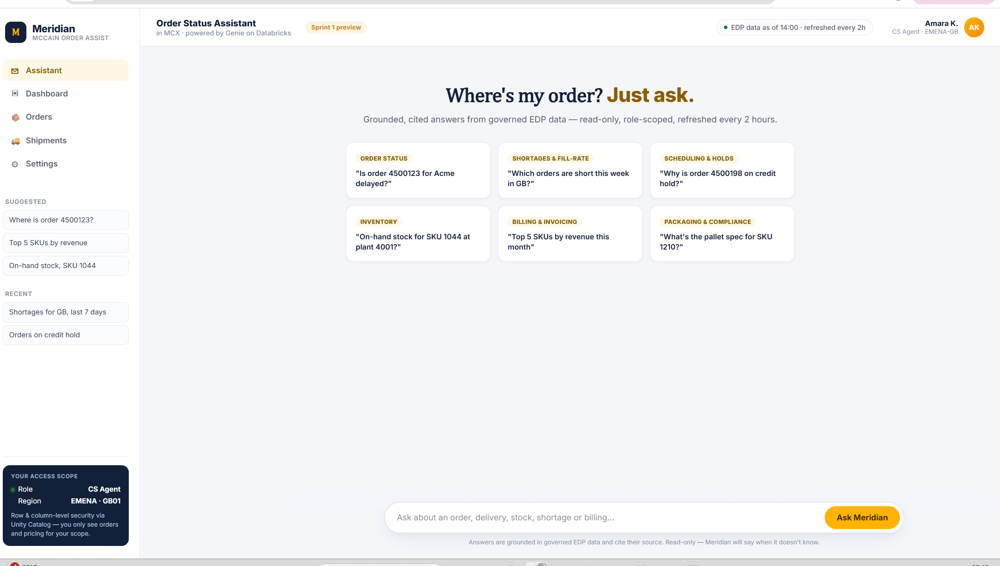 M
Meridian
MCCAIN ORDER ASSIST
Assistant
Dashboard
Orders
Shipments
Settings
SUGGESTED
Where is order 4500123?
Top 5 SKUs by revenue
On-hand stock, SKU 1044
RECENT
Shortages for GB, last 7 days
Orders on credit hold
YOUR ACCESS SCOPE
Role CS Agent
Region EMENA · GB01
Row & column-level security via
Unity Catalog — you only see orders
and pricing for your scope.
Order Status Assistant
in MCX · powered by Genie on Databricks
Sprint 1 preview
EDP data as of 14:00 · refreshed every 2h
Amara K.
CS Agent · EMENA-GB
AK
Where's my order? Just ask.
Grounded, cited answers from governed EDP data — read-only, role-scoped, refreshed every 2 hours.
ORDER STATUS
"Is order 4500123 for Acme
delayed?"
SHORTAGES & FILL-RATE
"Which orders are short this week
in GB?"
SCHEDULING & HOLDS
"Why is order 4500198 on credit
hold?"
INVENTORY
"On-hand stock for SKU 1044 at
plant 4001?"
BILLING & INVOICING
"Top 5 SKUs by revenue this
month"
PACKAGING & COMPLIANCE
"What's the pallet spec for SKU
1210?"
Ask about an order, delivery, stock, shortage or billing...
Ask Meridian
Answers are grounded in governed EDP data and cite their source. Read-only — Meridian will say when it doesn't know.